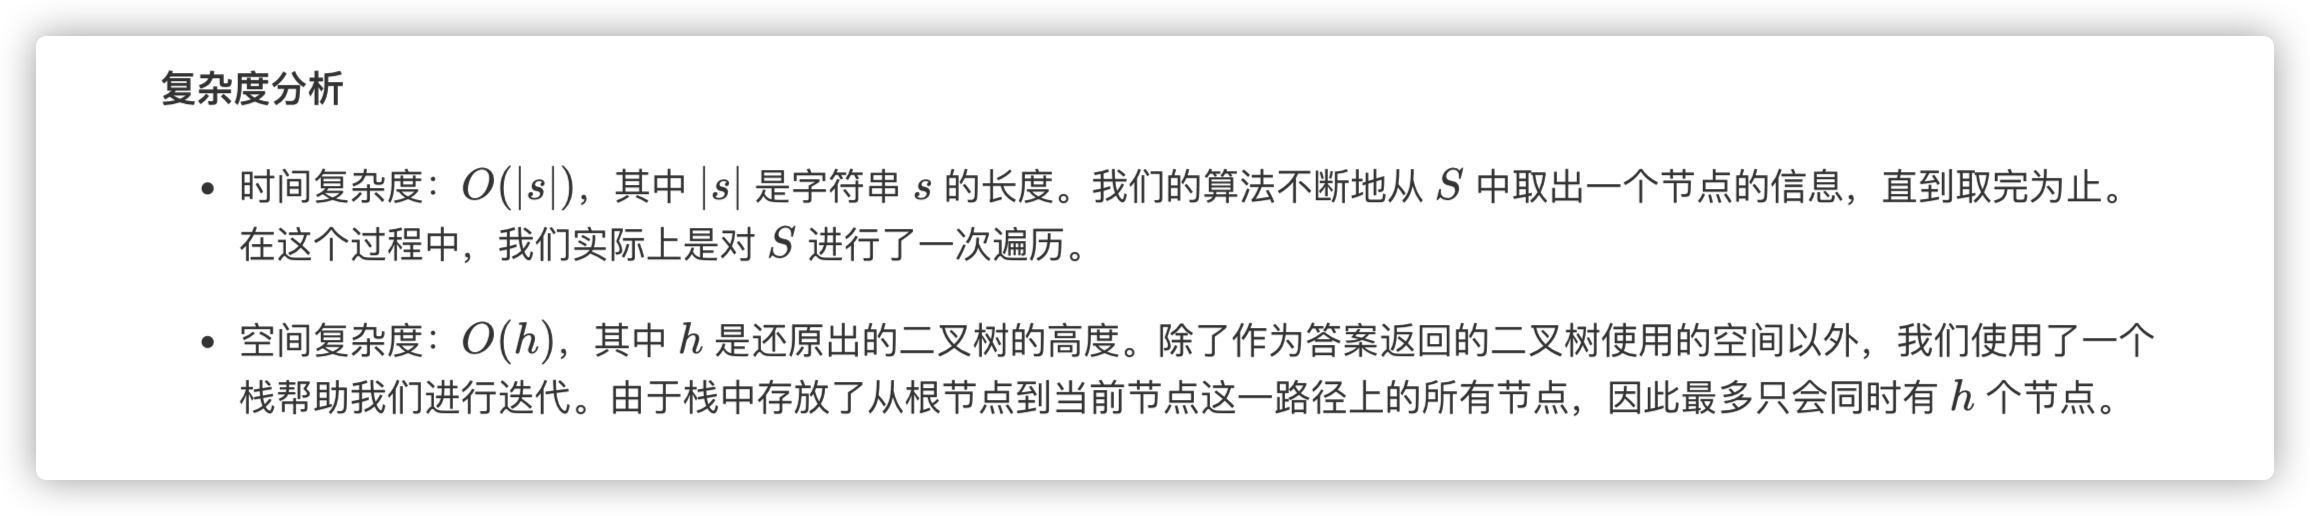 复杂度分析
• 时间复杂度：O(|s|)，其中 |s| 是字符串 s 的长度。我们的算法不断地从 S 中取出一个节点的信息，直到取完为止。
在这个过程中，我们实际上是对 S 进行了一次遍历。
• 空间复杂度：O(h)，其中 h 是还原出的二叉树的高度。除了作为答案返回的二叉树使用的空间以外，我们使用了一个
栈帮助我们进行迭代。由于栈中存放了从根节点到当前节点这一路径上的所有节点，因此最多只会同时有 h 个节点。